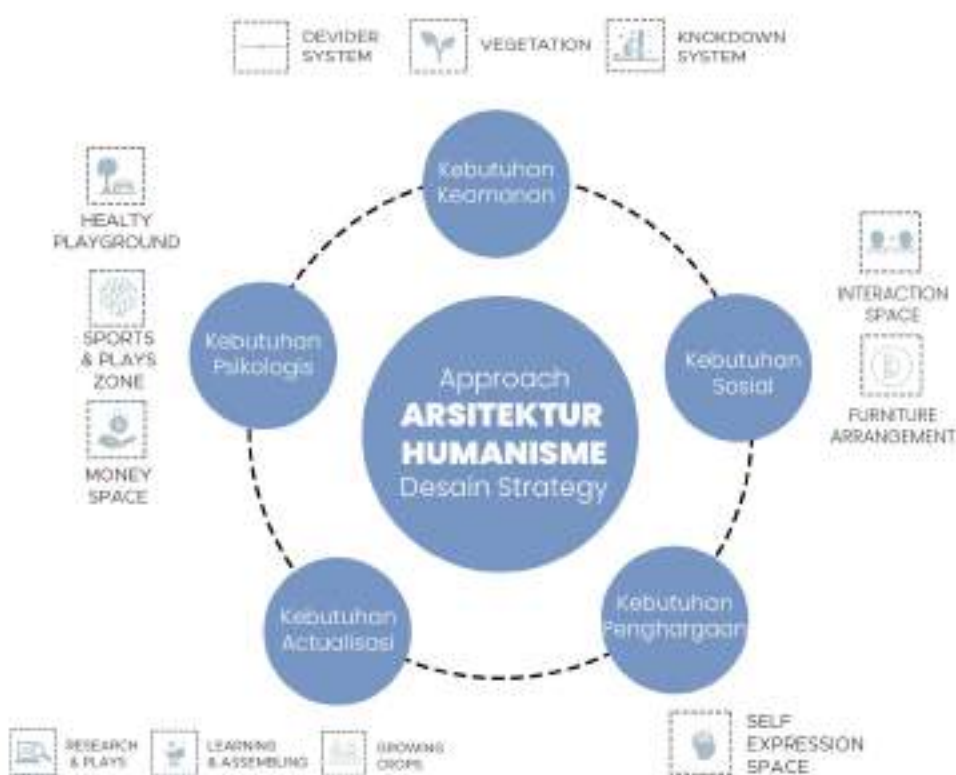 DEVIDER
SYSTEM
VEGETATION
KNOKDOWN
SYSTEM
Kebutuhan
Keamanan
HEALTY
PLAYGROUND
SPORTS
& PLAYS
ZONE
MONEY
SPACE
Kebutuhan
Psikologis
INTERACTION
SPACE
FURNITURE
ARRANGEMENT
Kebutuhan
Sosial
Approach
ARSITEKTUR
HUMANISME
Desain Strategy
Kebutuhan
Actualisasi
Kebutuhan
Penghargaan
RESEARCH
& PLAYS
LEARNING
& ASSEMBLING
GROWING
CROPS
SELF
EXPRESSION
SPACE